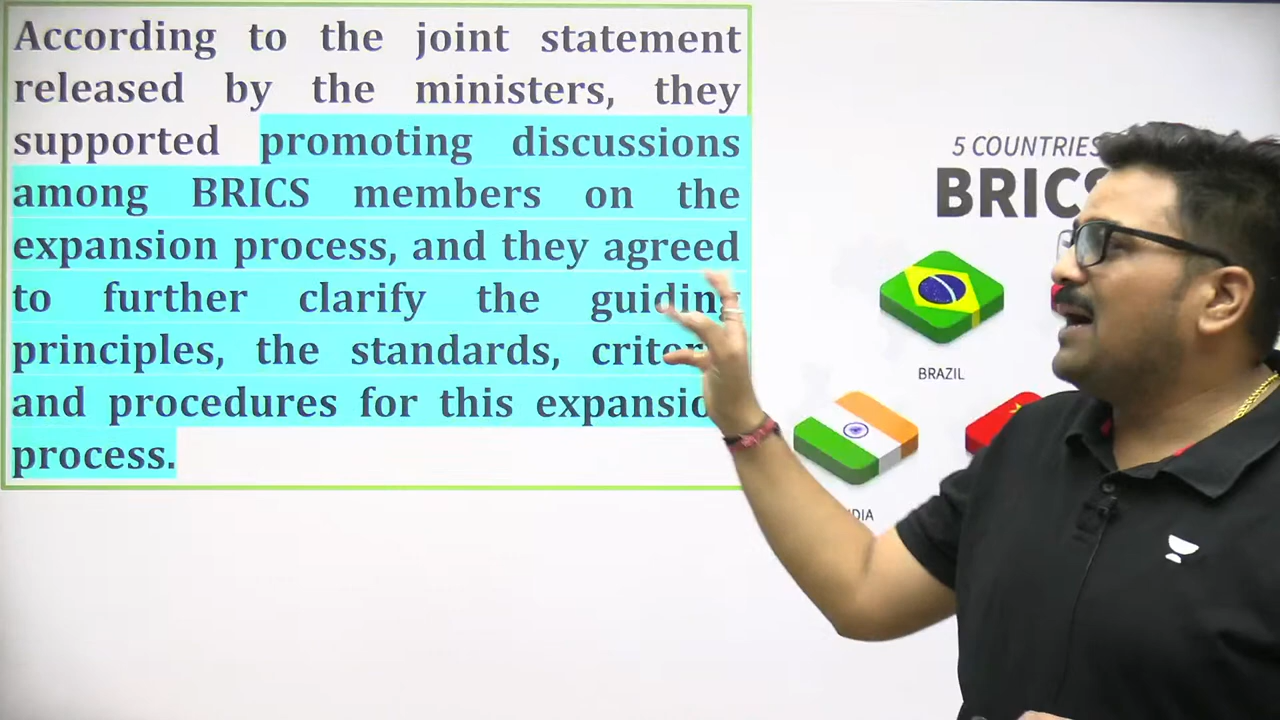 According to the joint statement
released by the ministers, they
supported promoting discussions
among BRICS members on the
expansion process, and they agreed
to further clarify the guiding
principles, the standards,
and procedures for this
process.
5 COUNTRIES
BRICS
BRAZIL